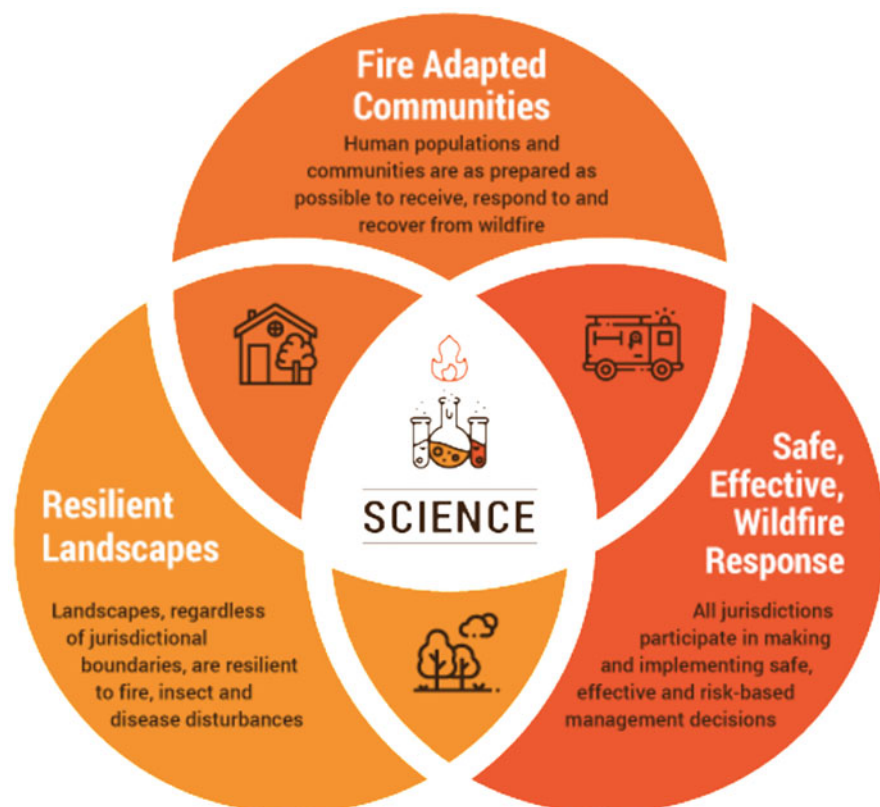 Fire Adapted
Communities
Human populations and
communities are as prepared as
possible to receive, respond to and
recover from wildfire
SCIENCE
Resilient
Landscapes
Landscapes, regardless
of jurisdictional
boundaries, are resilient
to fire, insect and
disease disturbances
Safe,
Effective,
Wildfire
Response
All jurisdictions
participate in making
and implementing safe,
effective and risk-based
management decisions